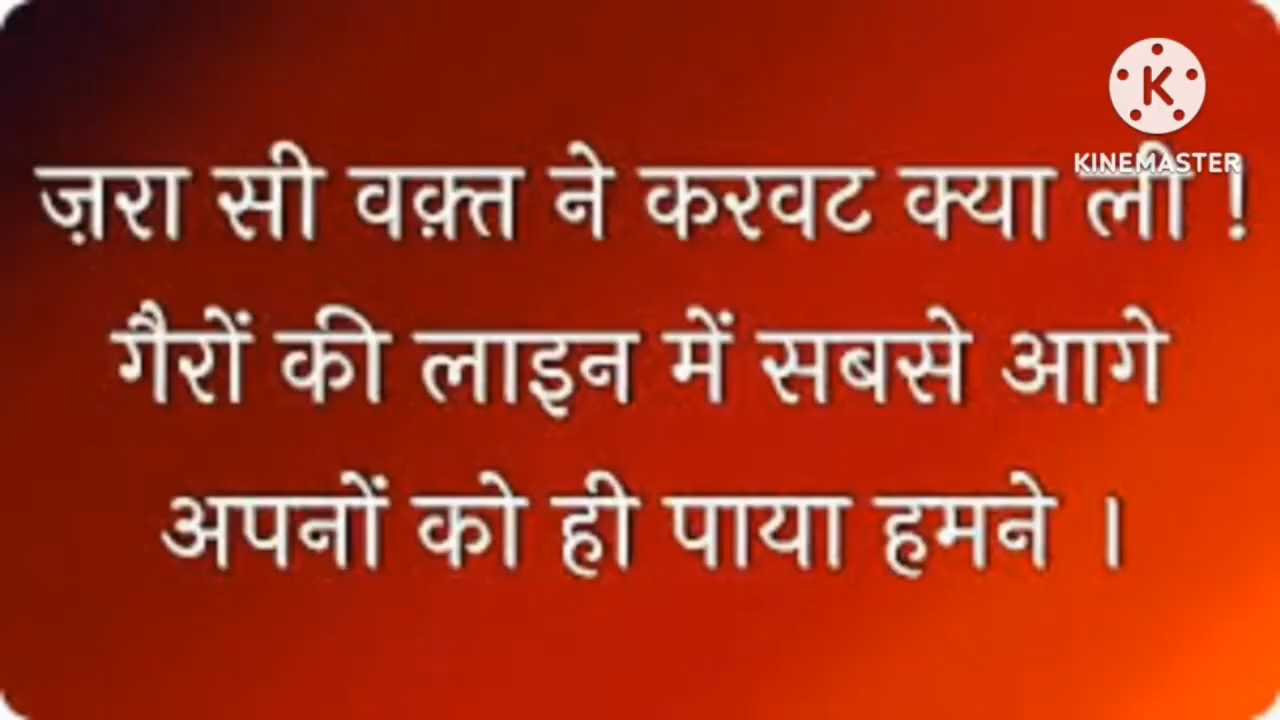 KINEMASTER
ज़रा सी वक़्त ने करवट क्या ली !
गैरों की लाइन में सबसे आगे
अपनों को ही पाया हमने ।